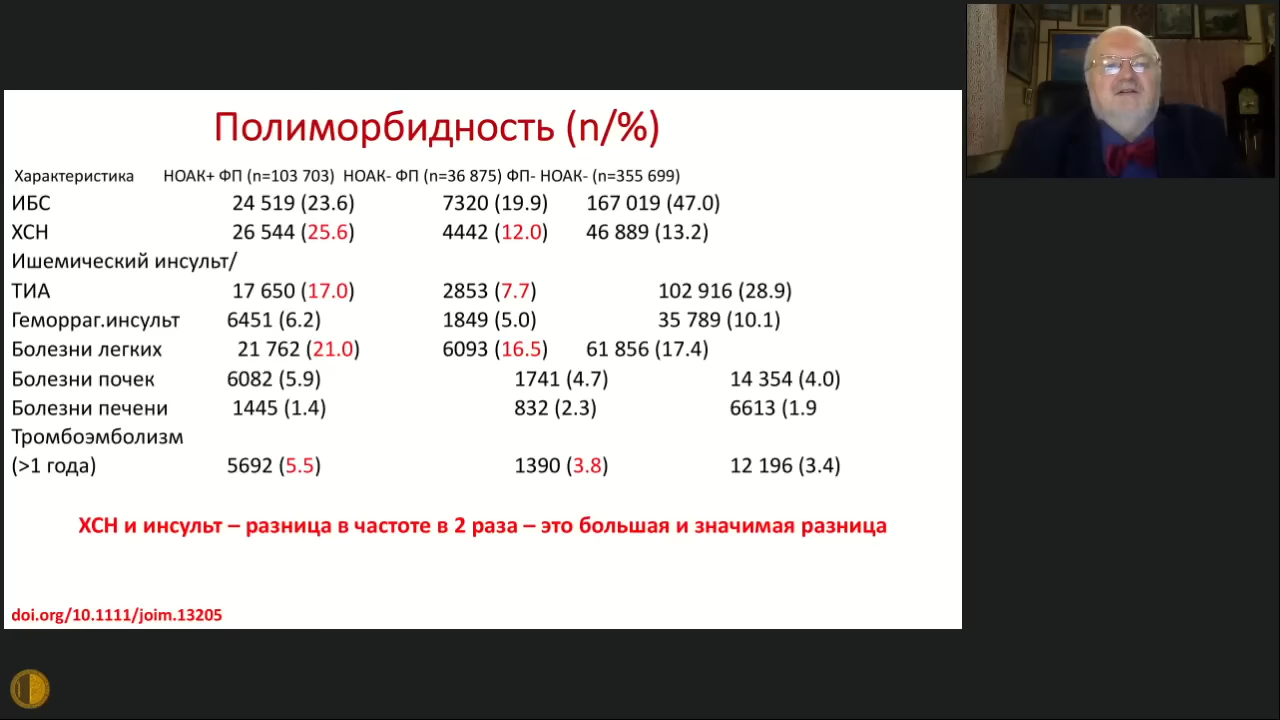 Полиморбидность (n/%)
Характеристика НОАК+ ФП (n=103 703) НОАК- ФП (n=36 875) ФП- НОАК- (n=355 699)
ИБС 24 519 (23.6) 7320 (19.9) 167 019 (47.0)
ХСН 26 544 (25.6) 4442 (12.0) 46 889 (13.2)
Ишемический инсульт/
ТИА 17 650 (17.0) 2853 (7.7) 102 916 (28.9)
Геморраг.инсульт 6451 (6.2) 1849 (5.0) 35 789 (10.1)
Болезни легких 21 762 (21.0) 6093 (16.5) 61 856 (17.4)
Болезни почек 6082 (5.9) 1741 (4.7) 14 354 (4.0)
Болезни печени 1445 (1.4) 832 (2.3) 6613 (1.9
Тромбоэмболизм
(>1 года) 5692 (5.5) 1390 (3.8) 12 196 (3.4)
ХСН и инсульт – разница в частоте в 2 раза – это большая и значимая разница
doi.org/10.1111/joim.13205